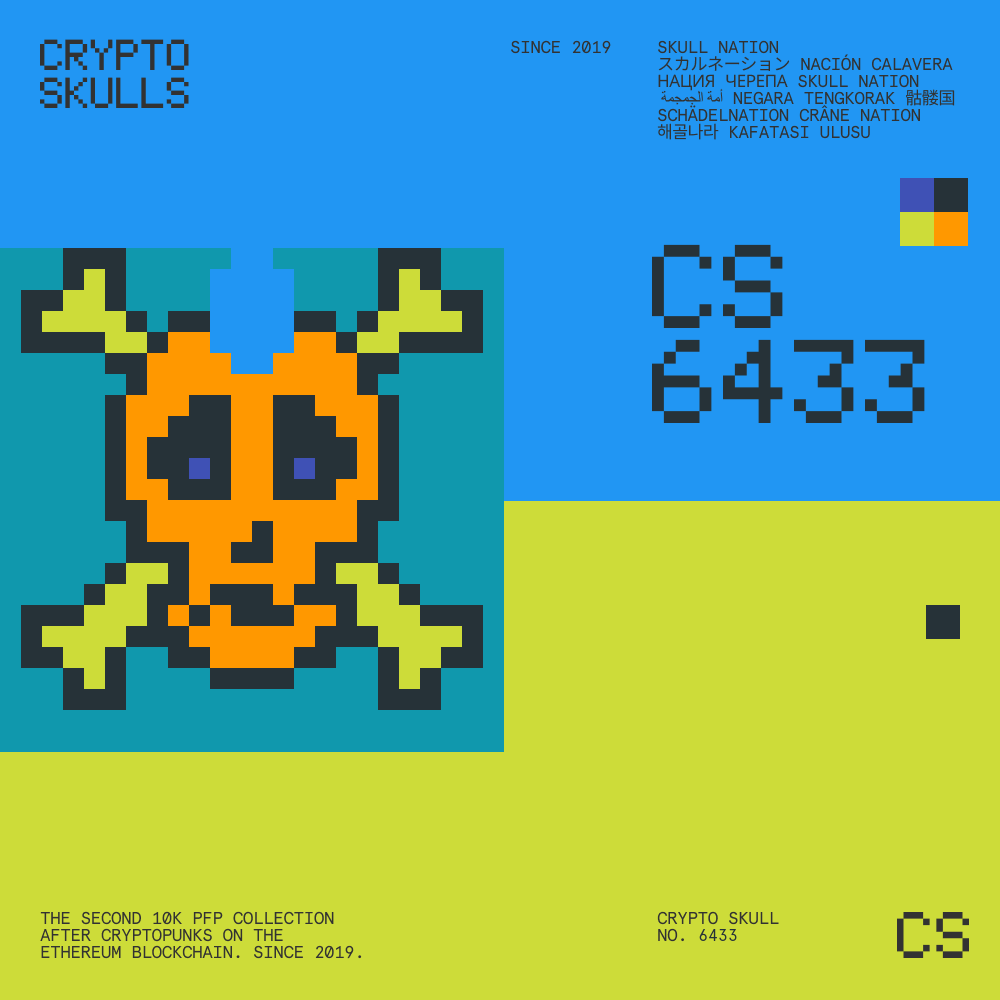 CRYPTO
SKULLS
SINCE 2019
SKULL NATION
スカルネーション NACIÓN CALAVERA
НАЦИЯ ЧЕРЕПА SKULL NATION
أمة الجمجمة NEGARA TENGKORAK 骷髅国
SCHÄDELNATION CRÂNE NATION
해골나라 KAFATASI ULUSU
CS
6433
THE SECOND 10K PFP COLLECTION
AFTER CRYPTOPUNKS ON THE
ETHEREUM BLOCKCHAIN. SINCE 2019.
CRYPTO SKULL
NO. 6433
CS